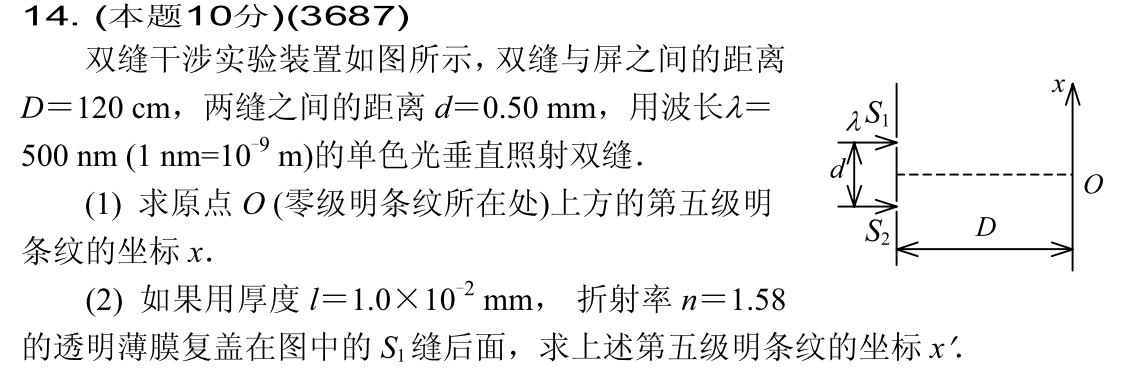 14. (本题10分)(3687)
双缝干涉实验装置如图所示，双缝与屏之间的距离
D＝120 cm，两缝之间的距离 d＝0.50 mm，用波长λ＝
500 nm (1 nm=10⁻⁹ m)的单色光垂直照射双缝．
(1) 求原点 O (零级明条纹所在处)上方的第五级明
条纹的坐标 x．
(2) 如果用厚度 l＝1.0×10⁻² mm， 折射率 n＝1.58
的透明薄膜复盖在图中的 S₁ 缝后面，求上述第五级明条纹的坐标 x′．
x
λ S₁
d
O
S₂
D